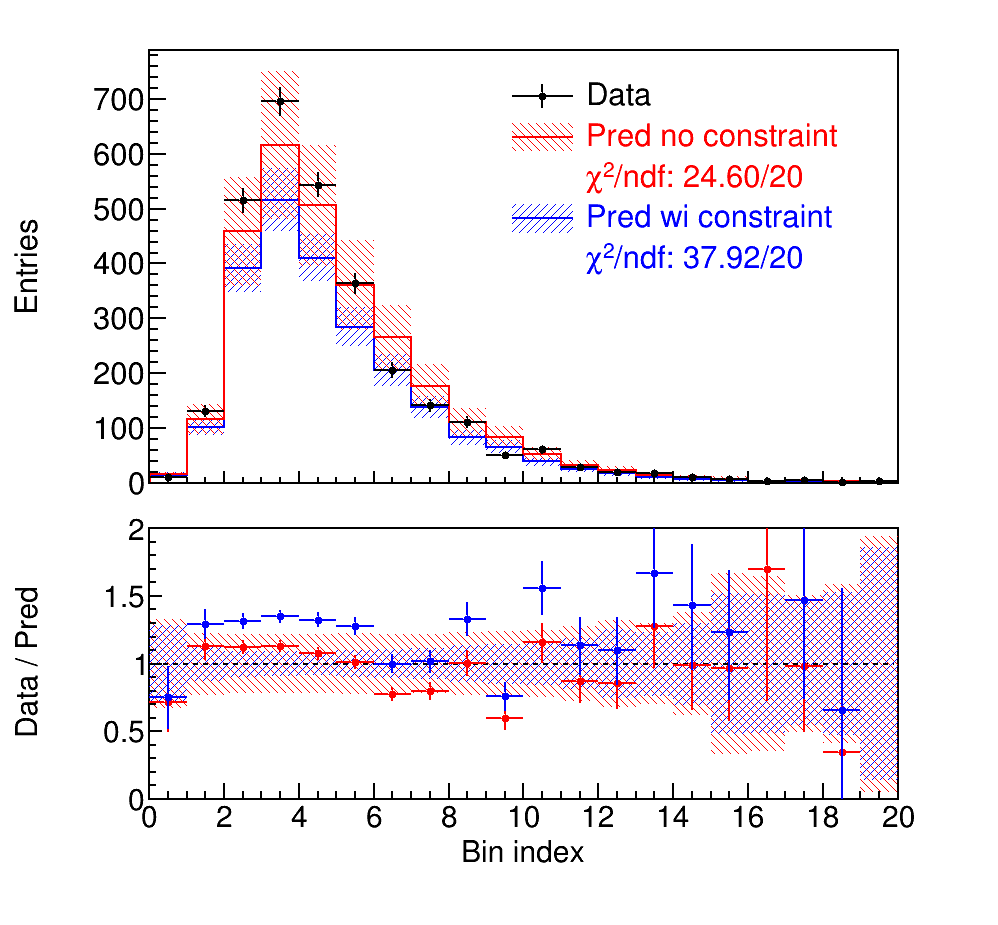 Entries
700
600
500
400
300
200
100
0
Data
Pred no constraint
χ²/ndf: 24.60/20
Pred wi constraint
χ²/ndf: 37.92/20
Data / Pred
2
1.5
1
0.5
0
0 2 4 6 8 10 12 14 16 18 20
Bin index